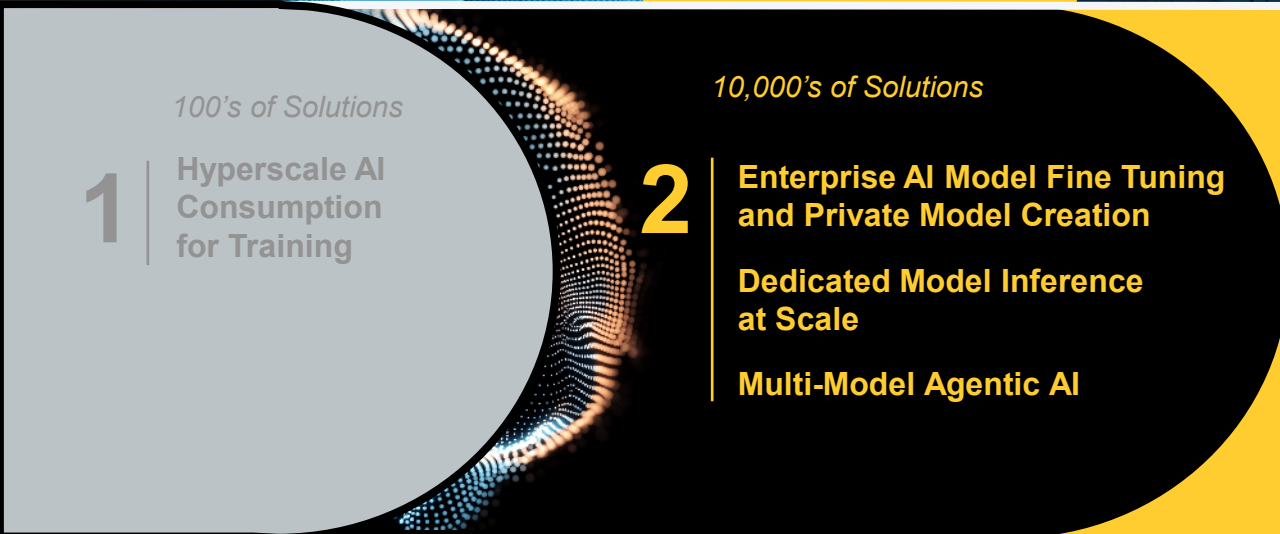 100’s of Solutions
1
Hyperscale AI
Consumption
for Training
10,000’s of Solutions
2
Enterprise AI Model Fine Tuning
and Private Model Creation
Dedicated Model Inference
at Scale
Multi-Model Agentic AI